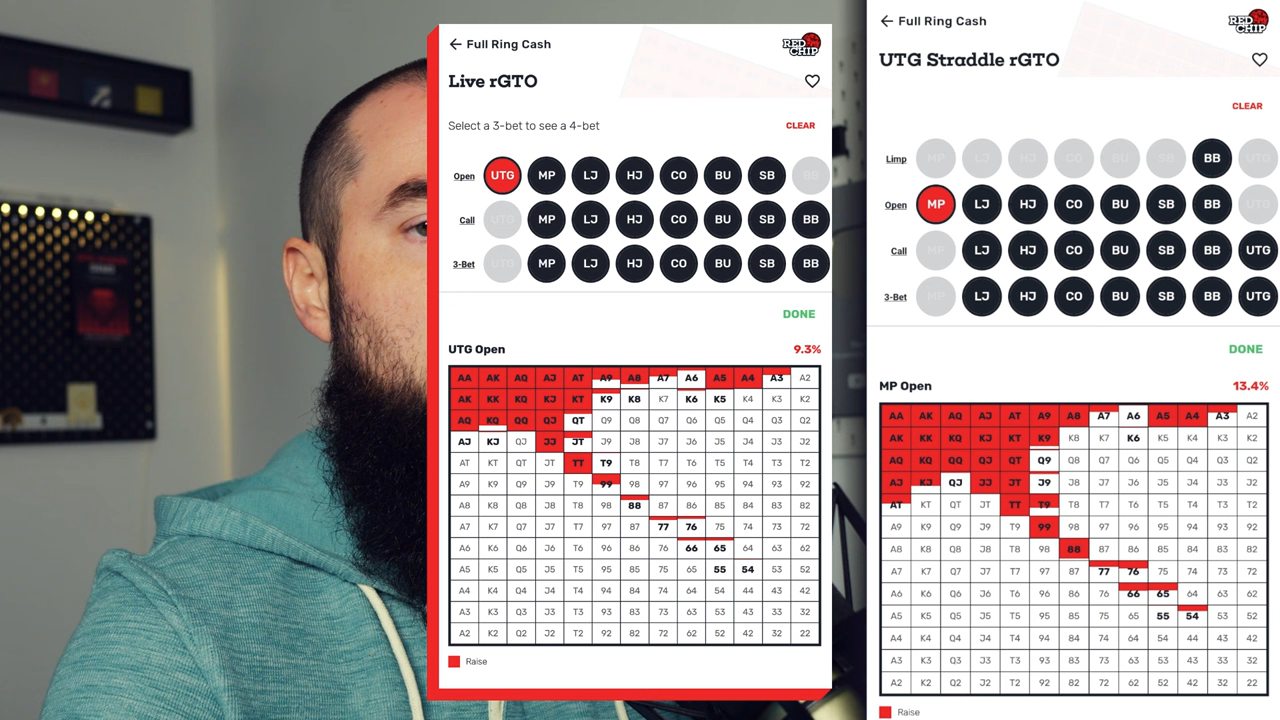 ← Full Ring Cash
RED CHIP
Live rGTO
Select a 3-bet to see a 4-bet
CLEAR
Open UTG MP LJ HJ CO BU SB BB
Call UTG MP LJ HJ CO BU SB BB
3-Bet UTG MP LJ HJ CO BU SB BB
DONE
UTG Open 9.3%
AA AK AQ AJ AT A9 A8 A7 A6 A5 A4 A3 A2
AK KK KQ KJ KT K9 K8 K7 K6 K5 K4 K3 K2
AQ KQ QQ QJ QT Q9 Q8 Q7 Q6 Q5 Q4 Q3 Q2
AJ KJ QJ JJ JT J9 J8 J7 J6 J5 J4 J3 J2
AT KT QT JT TT T9 T8 T7 T6 T5 T4 T3 T2
A9 K9 Q9 J9 T9 99 98 97 96 95 94 93 92
A8 K8 Q8 J8 T8 98 88 87 86 85 84 83 82
A7 K7 Q7 J7 T7 97 87 77 76 75 74 73 72
A6 K6 Q6 J6 T6 96 86 76 66 65 64 63 62
A5 K5 Q5 J5 T5 95 85 75 65 55 54 53 52
A4 K4 Q4 J4 T4 94 84 74 64 54 44 43 42
A3 K3 Q3 J3 T3 93 83 73 63 53 43 33 32
A2 K2 Q2 J2 T2 92 82 72 62 52 42 32 22
Raise
← Full Ring Cash
RED CHIP
UTG Straddle rGTO
CLEAR
Limp MP LJ HJ CO BU SB BB UTG
Open MP LJ HJ CO BU SB BB UTG
Call MP LJ HJ CO BU SB BB UTG
3-Bet MP LJ HJ CO BU SB BB UTG
DONE
MP Open 13.4%
AA AK AQ AJ AT A9 A8 A7 A6 A5 A4 A3 A2
AK KK KQ KJ KT K9 K8 K7 K6 K5 K4 K3 K2
AQ KQ QQ QJ QT Q9 Q8 Q7 Q6 Q5 Q4 Q3 Q2
AJ KJ QJ JJ JT J9 J8 J7 J6 J5 J4 J3 J2
AT KT QT JT TT T9 T8 T7 T6 T5 T4 T3 T2
A9 K9 Q9 J9 T9 99 98 97 96 95 94 93 92
A8 K8 Q8 J8 T8 98 88 87 86 85 84 83 82
A7 K7 Q7 J7 T7 97 87 77 76 75 74 73 72
A6 K6 Q6 J6 T6 96 86 76 66 65 64 63 62
A5 K5 Q5 J5 T5 95 85 75 65 55 54 53 52
A4 K4 Q4 J4 T4 94 84 74 64 54 44 43 42
A3 K3 Q3 J3 T3 93 83 73 63 53 43 33 32
A2 K2 Q2 J2 T2 92 82 72 62 52 42 32 22
Raise